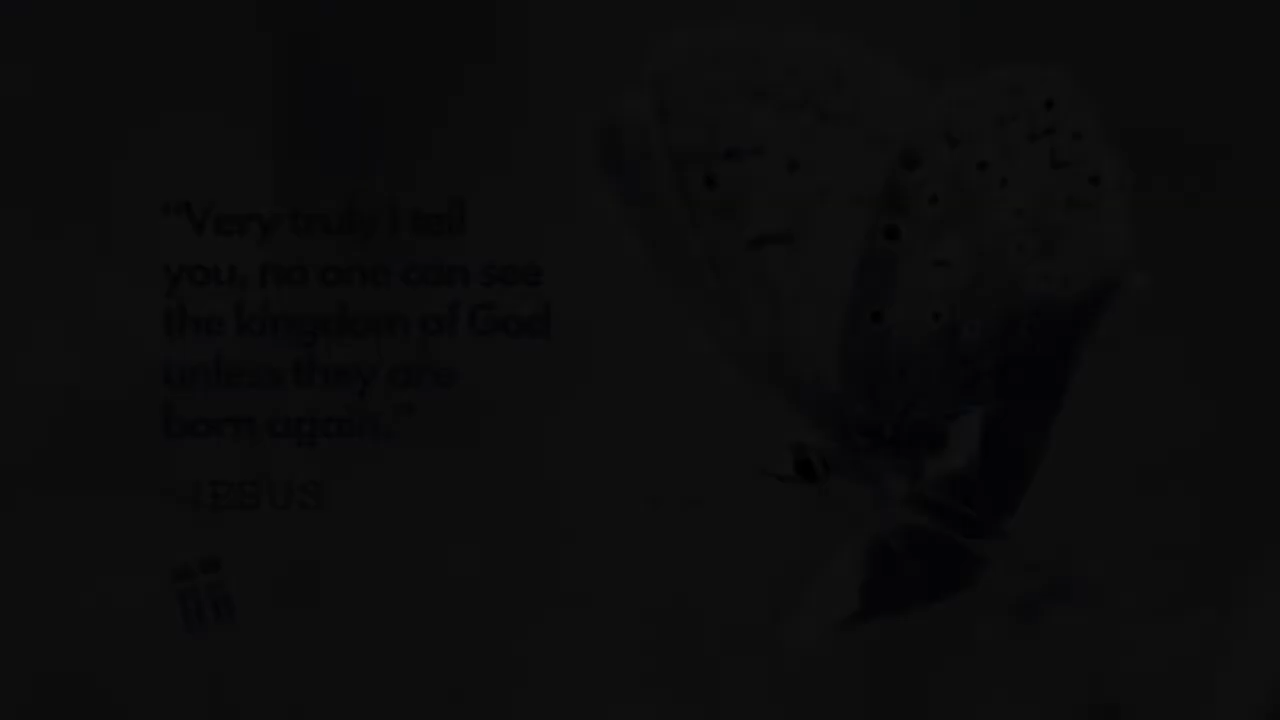 “Very truly I tell
you, no one can see
the kingdom of God
unless they are
born again.”
- JESUS